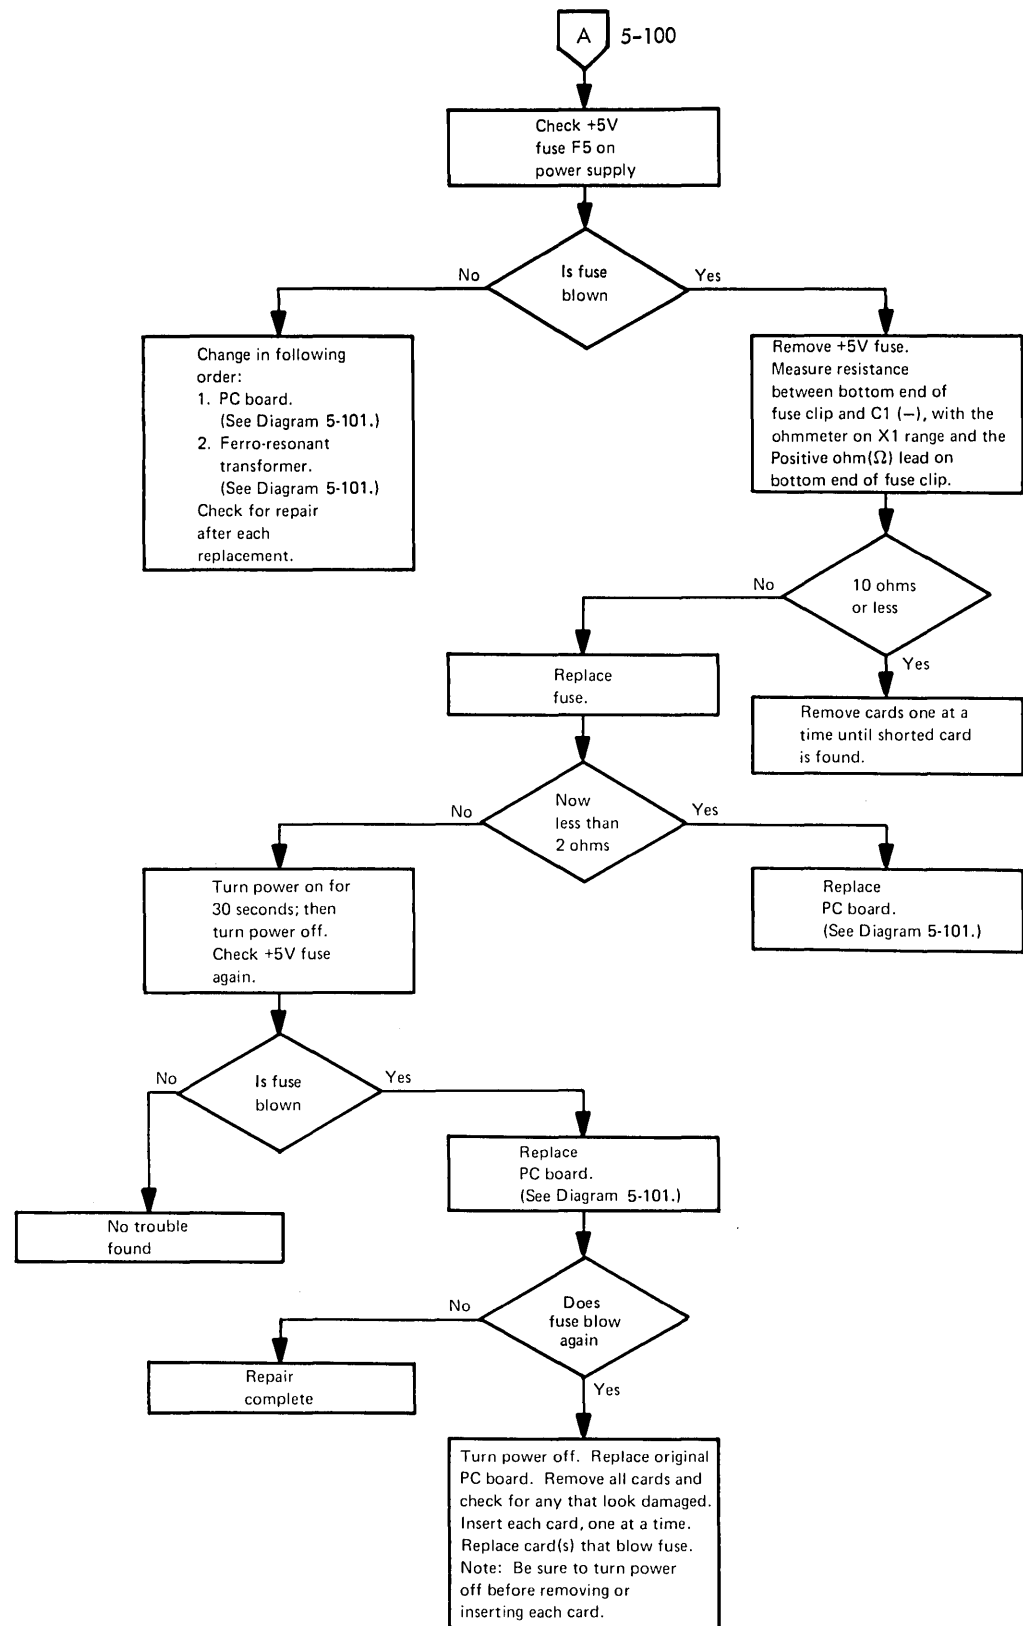 A 5-100
Check +5V
fuse F5 on
power supply
Is fuse
blown
No
Yes
Change in following
order:
1. PC board.
(See Diagram 5-101.)
2. Ferro-resonant
transformer.
(See Diagram 5-101.)
Check for repair
after each
replacement.
Remove +5V fuse.
Measure resistance
between bottom end of
fuse clip and C1 (−), with the
ohmmeter on X1 range and the
Positive ohm(Ω) lead on
bottom end of fuse clip.
10 ohms
or less
No
Yes
Replace
fuse.
Remove cards one at a
time until shorted card
is found.
Now
less than
2 ohms
No
Yes
Turn power on for
30 seconds; then
turn power off.
Check +5V fuse
again.
Replace
PC board.
(See Diagram 5-101.)
Is fuse
blown
No
Yes
No trouble
found
Replace
PC board.
(See Diagram 5-101.)
Does
fuse blow
again
No
Yes
Repair
complete
Turn power off. Replace original
PC board. Remove all cards and
check for any that look damaged.
Insert each card, one at a time.
Replace card(s) that blow fuse.
Note: Be sure to turn power
off before removing or
inserting each card.